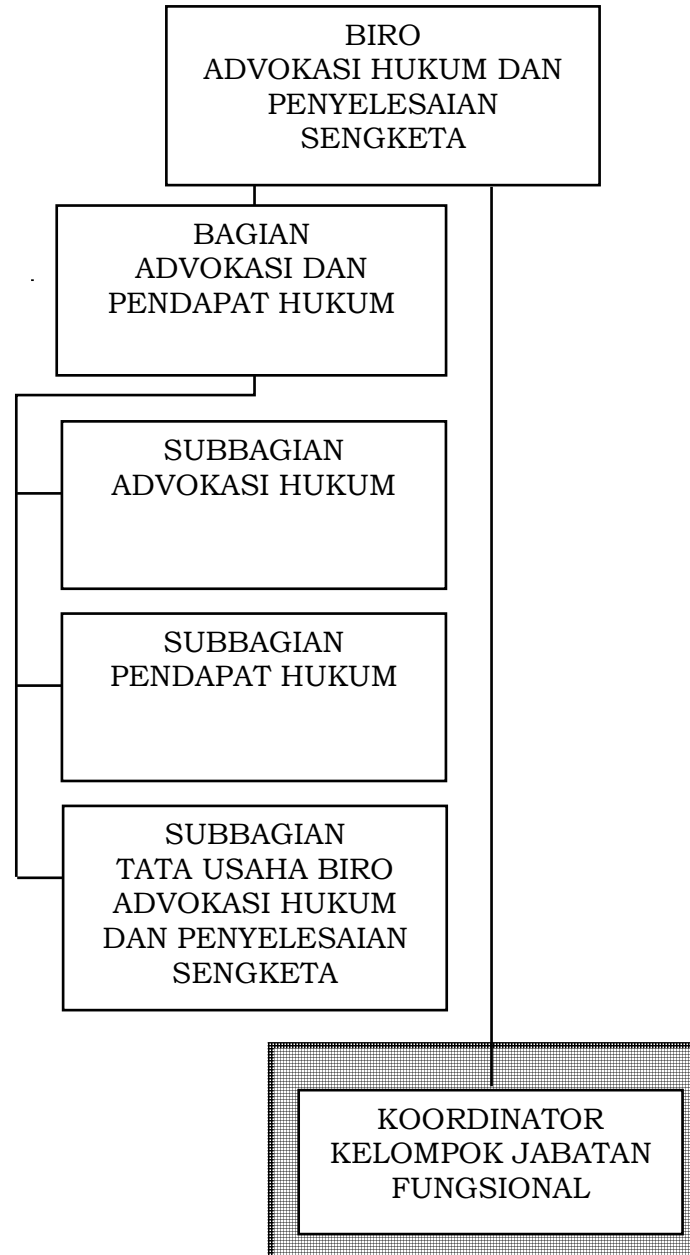 BIRO
ADVOKASI HUKUM DAN
PENYELESAIAN
SENGKETA
BAGIAN
ADVOKASI DAN
PENDAPAT HUKUM
SUBBAGIAN
ADVOKASI HUKUM
SUBBAGIAN
PENDAPAT HUKUM
SUBBAGIAN
TATA USAHA BIRO
ADVOKASI HUKUM
DAN PENYELESAIAN
SENGKETA
KOORDINATOR
KELOMPOK JABATAN
FUNGSIONAL